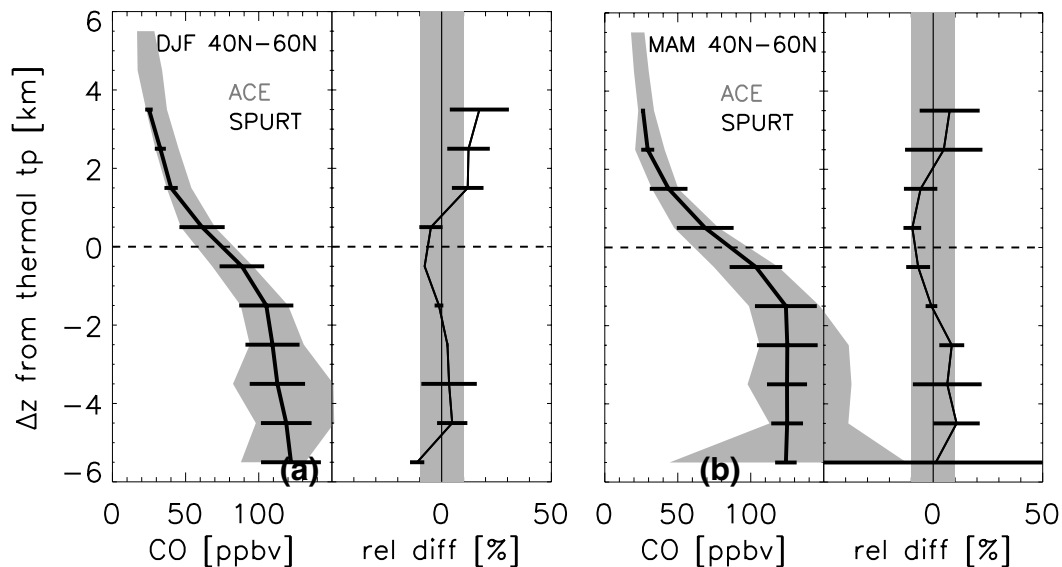 DJF 40N−60N
MAM 40N−60N
ACE
SPURT
ACE
SPURT
Δz from thermal tp [km]
6
4
2
0
−2
−4
−6
(a)
(b)
0 50 100 0 50
0 50 100 0 50
CO [ppbv] rel diff [%]
CO [ppbv] rel diff [%]